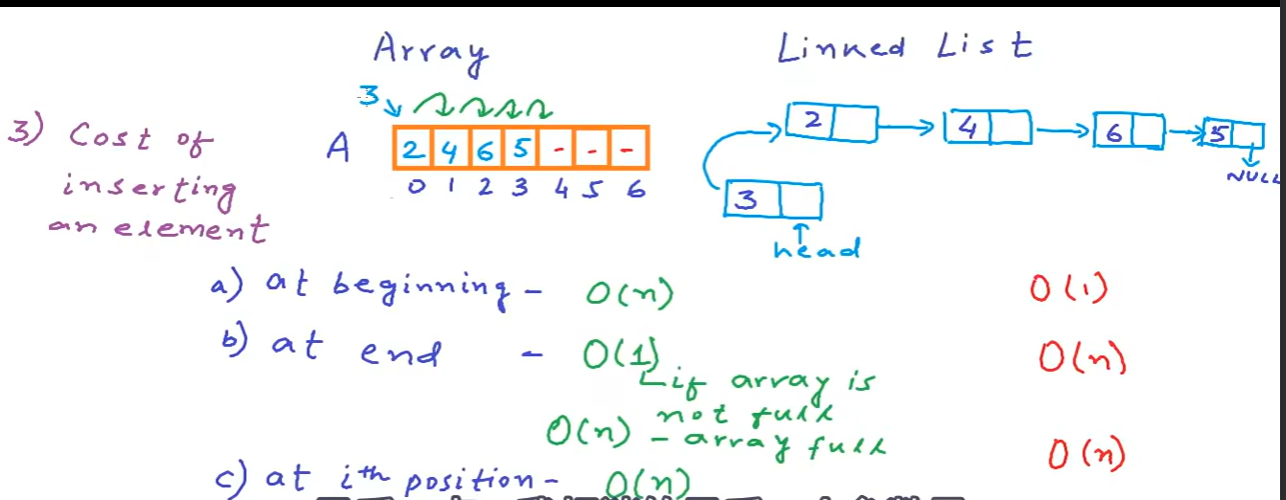 Array
Linked List
3
3) Cost of
inserting
an element
A
2 4 6 5 - - -
0 1 2 3 4 5 6
2
4
6
5
NULL
3
head
a) at beginning - O(n)
O(1)
b) at end - O(1)
O(n)
if array is
not full
O(n) - array full
O(n)
c) at ith position - O(n)